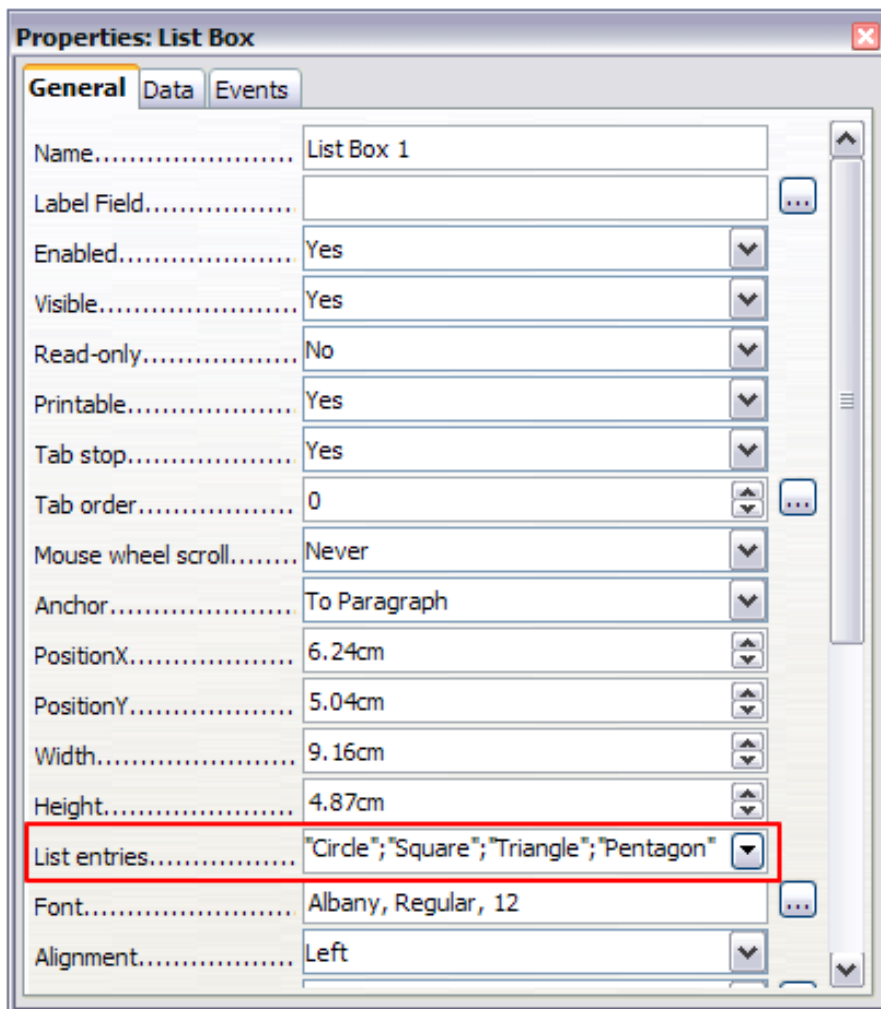 Properties: List Box
General Data Events
Name...................... List Box 1
Label Field.................
Enabled.................... Yes
Visible...................... Yes
Read-only................. No
Printable................... Yes
Tab stop................... Yes
Tab order.................. 0
Mouse wheel scroll........ Never
Anchor..................... To Paragraph
PositionX................... 6.24cm
PositionY................... 5.04cm
Width....................... 9.16cm
Height...................... 4.87cm
List entries................. "Circle";"Square";"Triangle";"Pentagon"
Font........................ Albany, Regular, 12
Alignment.................. Left